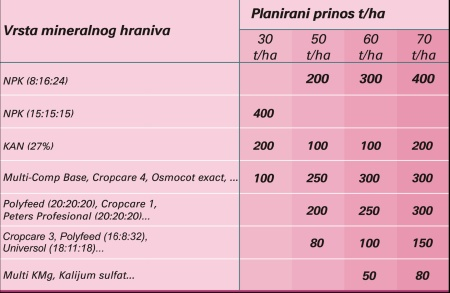 Vrsta mineralnog hraniva
Planirani prinos t/ha
30 t/ha 50 t/ha 60 t/ha 70 t/ha
NPK (8:16:24) 200 300 400
NPK (15:15:15) 400
KAN (27%) 200 100 100 200
Multi-Comp Base, Cropcare 4, Osmocot exact, ... 100 250 300 300
Polyfeed (20:20:20), Cropcare 1,
Peters Profesional (20:20:20)... 200 250 300
Cropcare 3, Polyfeed (16:8:32),
Universol (18:11:18)... 80 100 150
Multi KMg, Kalijum sulfat... 50 80